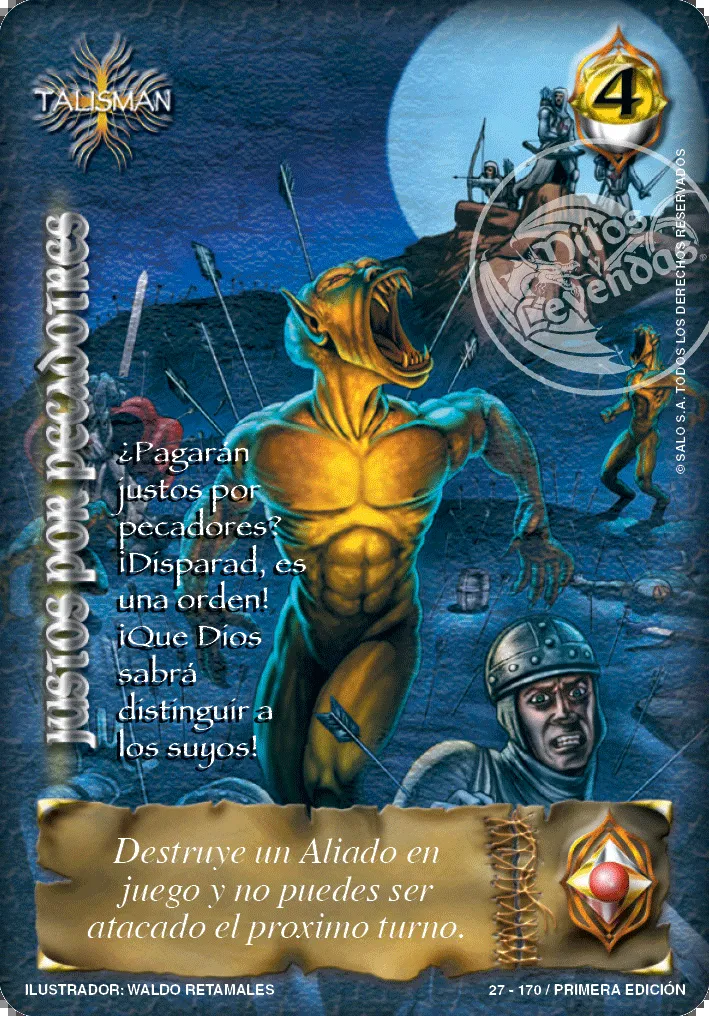 TALISMAN
4
Mitos
y
Leyendas
®
© SALO S.A. TODOS LOS DERECHOS RESERVADOS
justos por pecadotres
¿Pagarán
justos por
pecadores?
¡Disparad, es
una orden!
¡Que Dios
sabrá
distinguir a
los suyos!
Destruye un Aliado en
juego y no puedes ser
atacado el proximo turno.
ILUSTRADOR: WALDO RETAMALES
27 - 170 / PRIMERA EDICIÓN